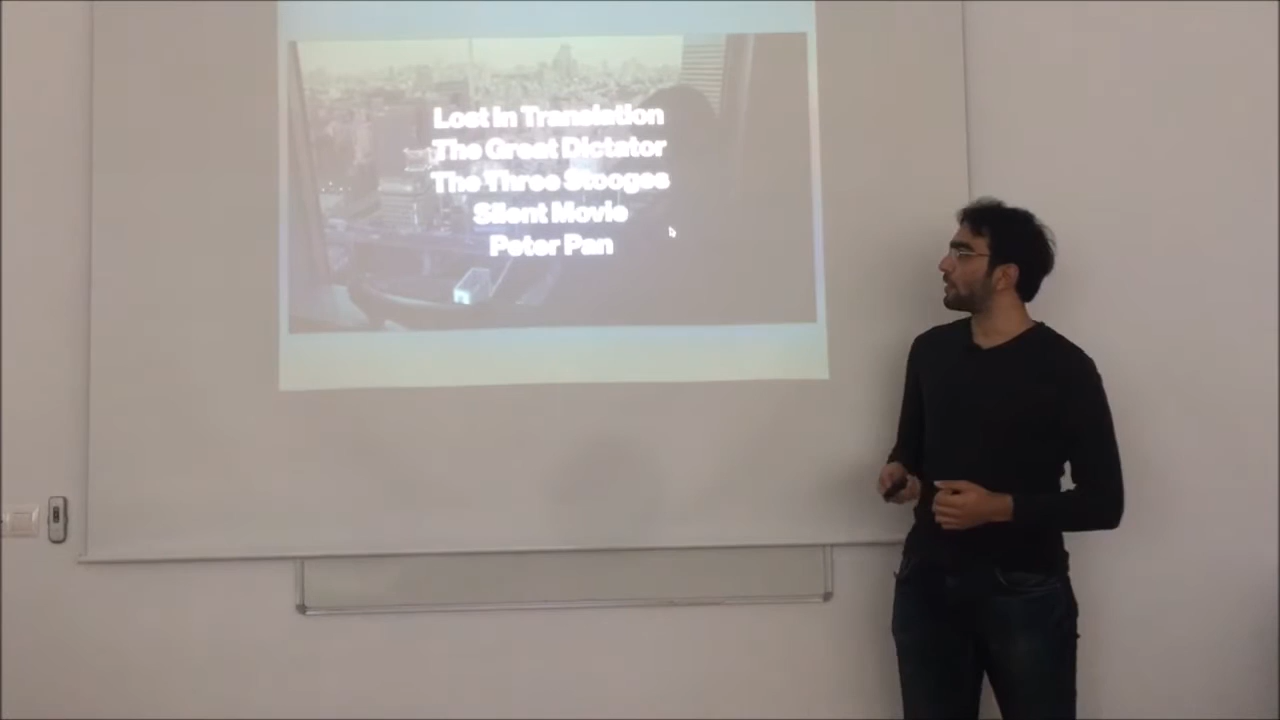 Lost In Translation
The Great Dictator
The Three Stooges
Silent Movie
Peter Pan